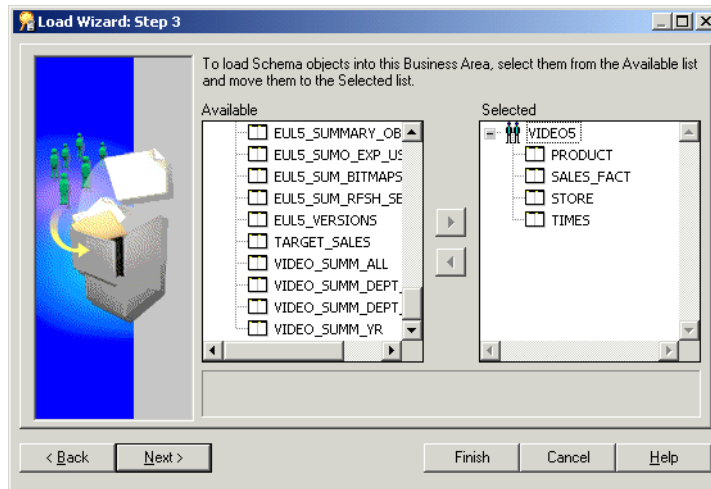 Load Wizard: Step 3
To load Schema objects into this Business Area, select them from the Available list
and move them to the Selected list.
Available
EUL5_SUMMARY_OB
EUL5_SUMO_EXP_US
EUL5_SUM_BITMAPS
EUL5_SUM_RFSH_SE
EUL5_VERSIONS
TARGET_SALES
VIDEO_SUMM_ALL
VIDEO_SUMM_DEPT_
VIDEO_SUMM_DEPT_
VIDEO_SUMM_YR
Selected
VIDEO5
PRODUCT
SALES_FACT
STORE
TIMES
< Back
Next >
Finish
Cancel
Help